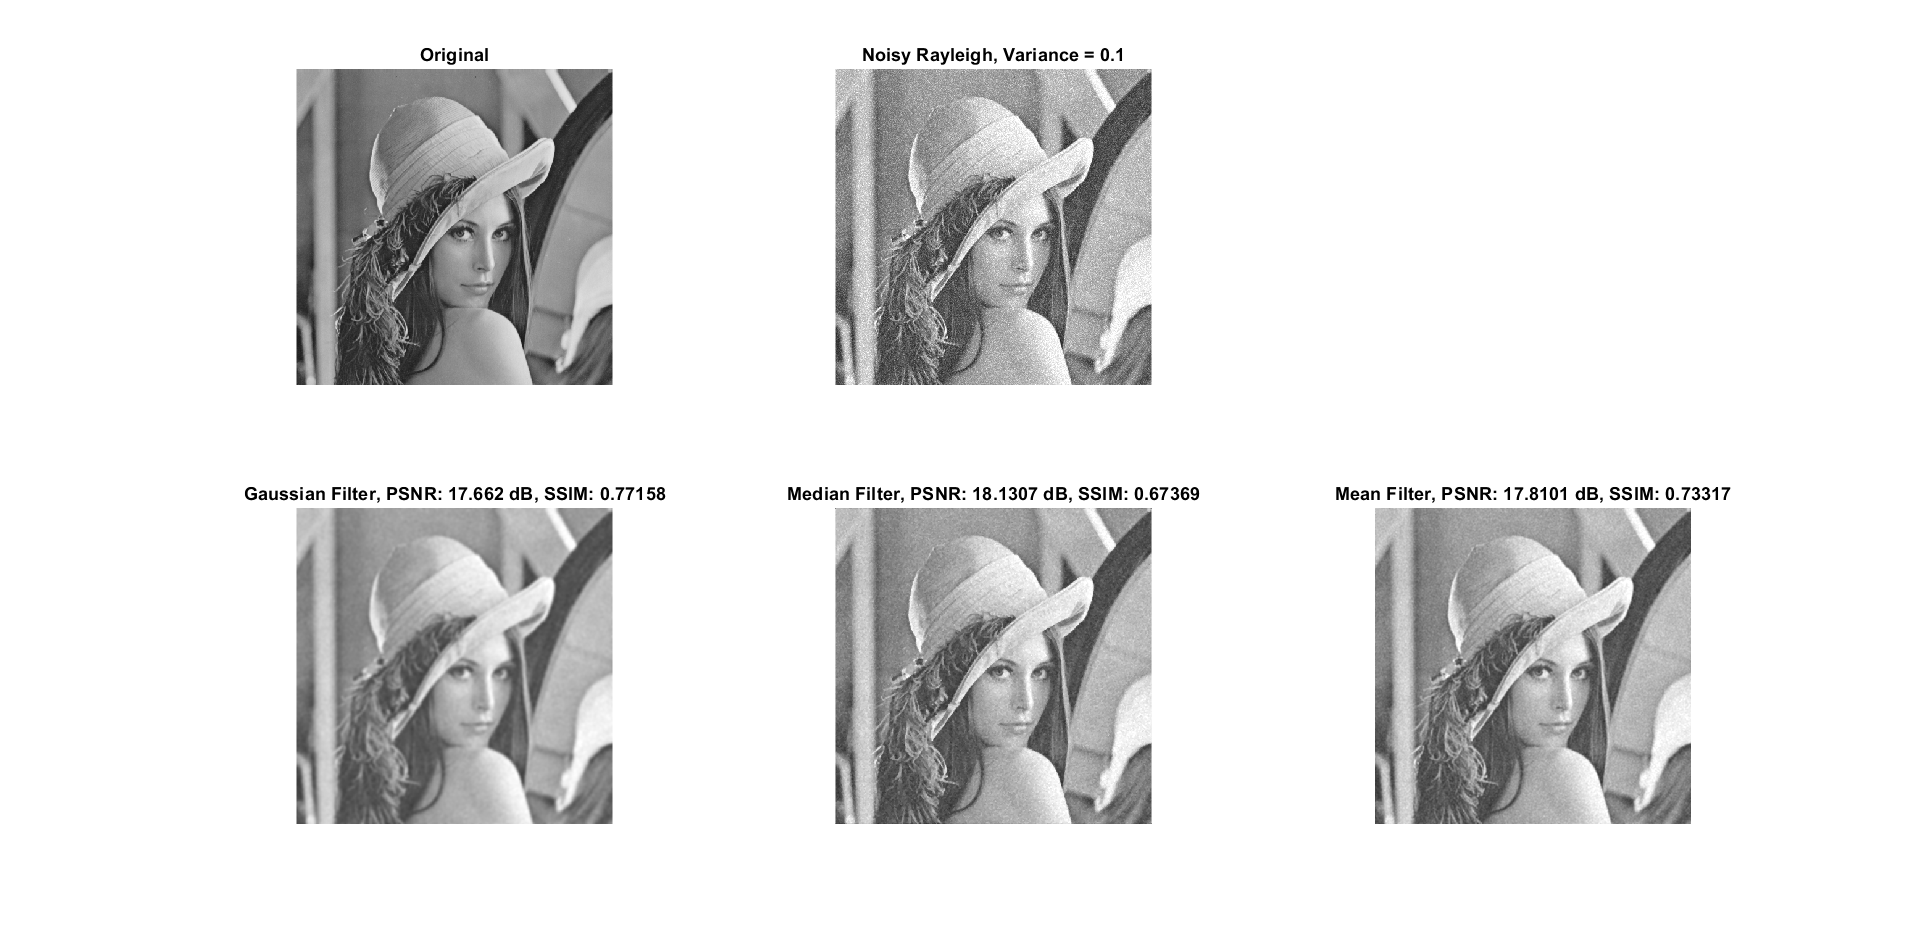 Original
Noisy Rayleigh, Variance = 0.1
Gaussian Filter, PSNR: 17.662 dB, SSIM: 0.77158
Median Filter, PSNR: 18.1307 dB, SSIM: 0.67369
Mean Filter, PSNR: 17.8101 dB, SSIM: 0.73317